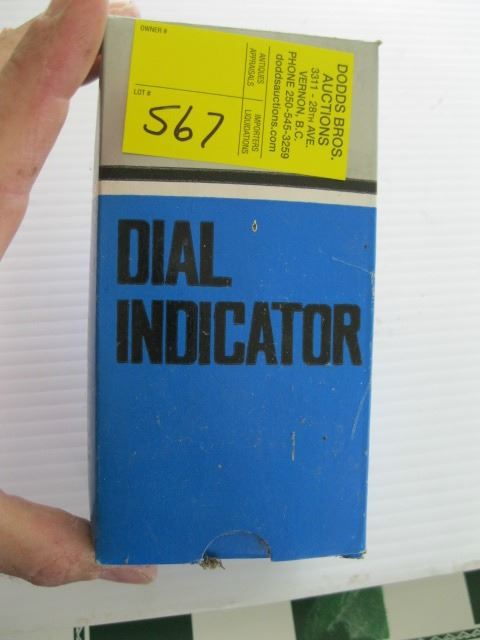 OWNER #
LOT #
567
ANTIQUES
APPRAISALS
IMPORTERS
LIQUIDATIONS
DODDS BROS.
AUCTIONS
3311 - 28TH AVE.
VERNON, B.C.
PHONE 250-545-3259
doddsauctions.com
DIAL
INDICATOR